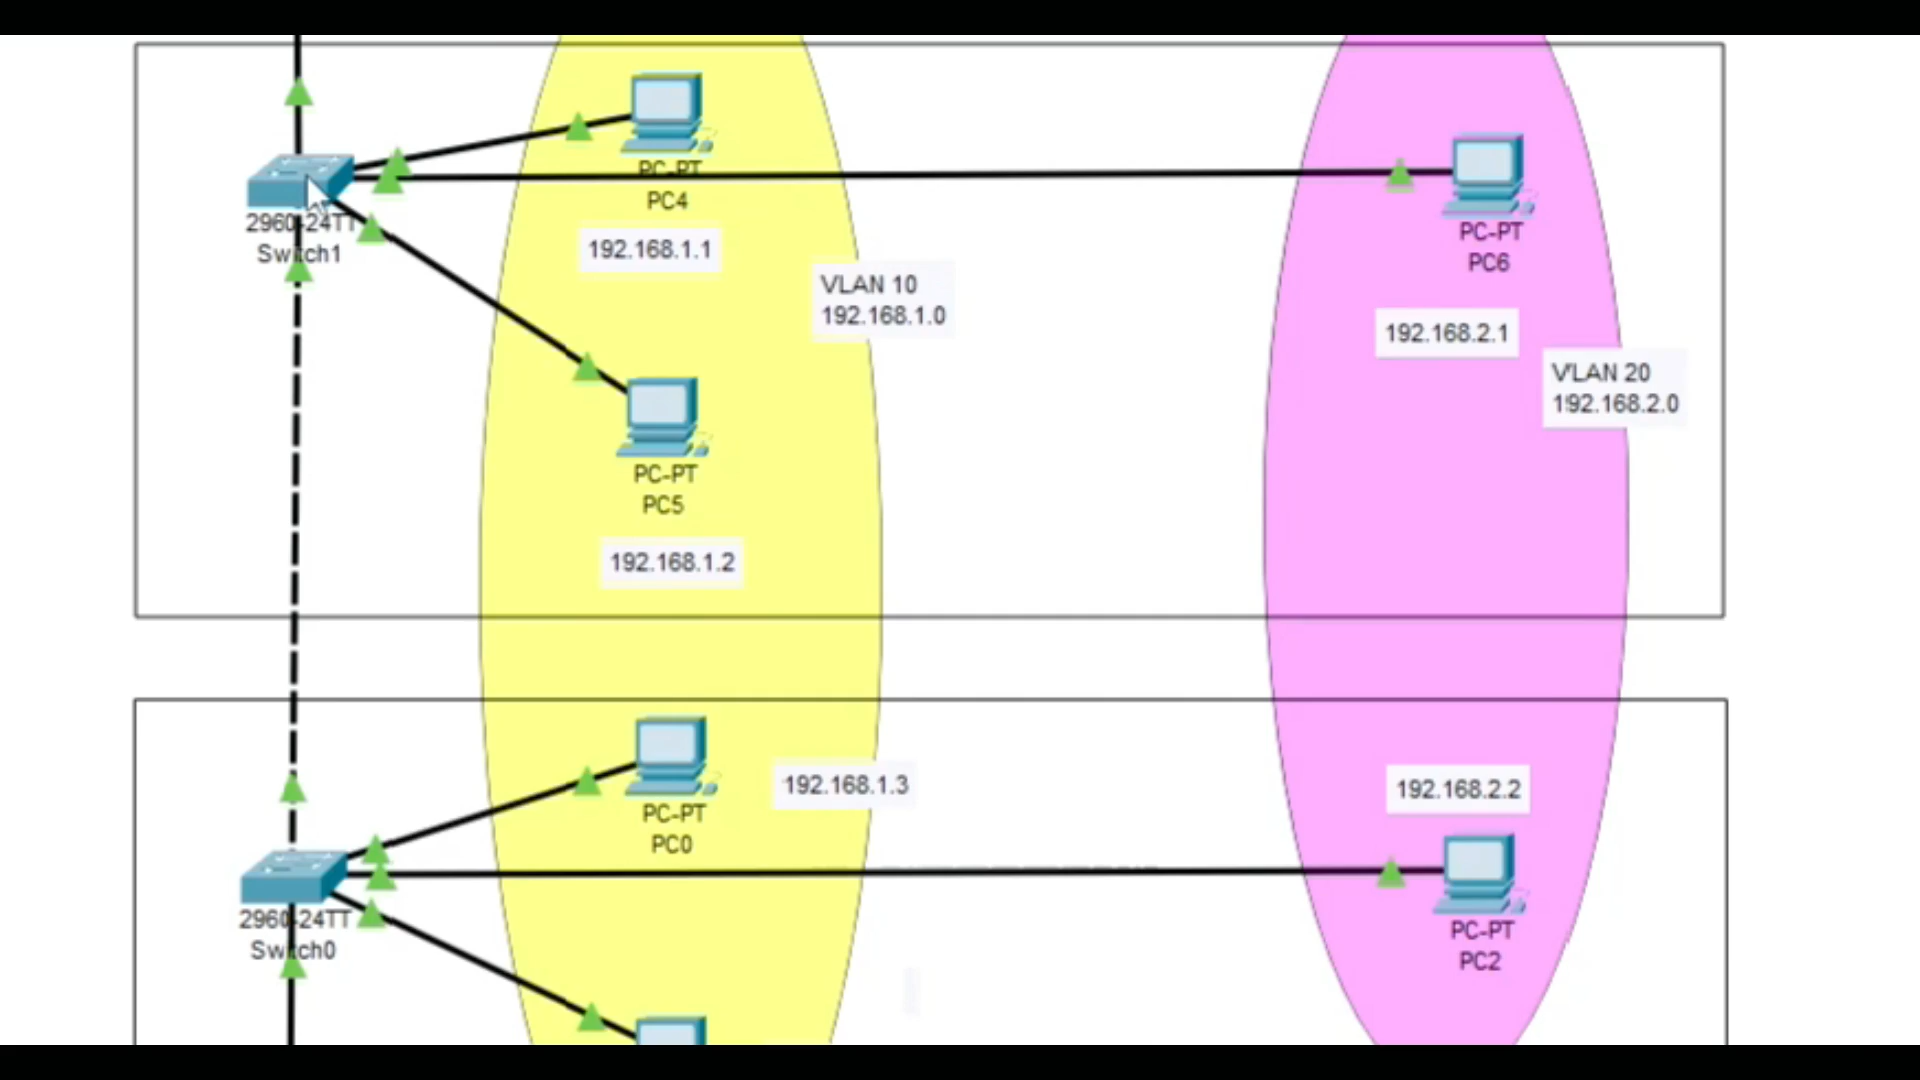 PC-PT
PC4
192.168.1.1
2960-24TT
Switch1
PC-PT
PC6
VLAN 10
192.168.1.0
192.168.2.1
VLAN 20
192.168.2.0
PC-PT
PC5
192.168.1.2
192.168.1.3
192.168.2.2
PC-PT
PC0
2960-24TT
Switch0
PC-PT
PC2